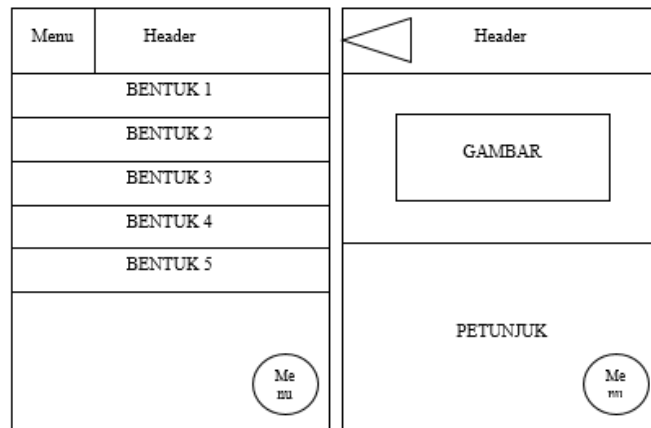 Menu
Header
BENTUK 1
BENTUK 2
BENTUK 3
BENTUK 4
BENTUK 5
Me
nu
Header
GAMBAR
PETUNJUK
Me
nu